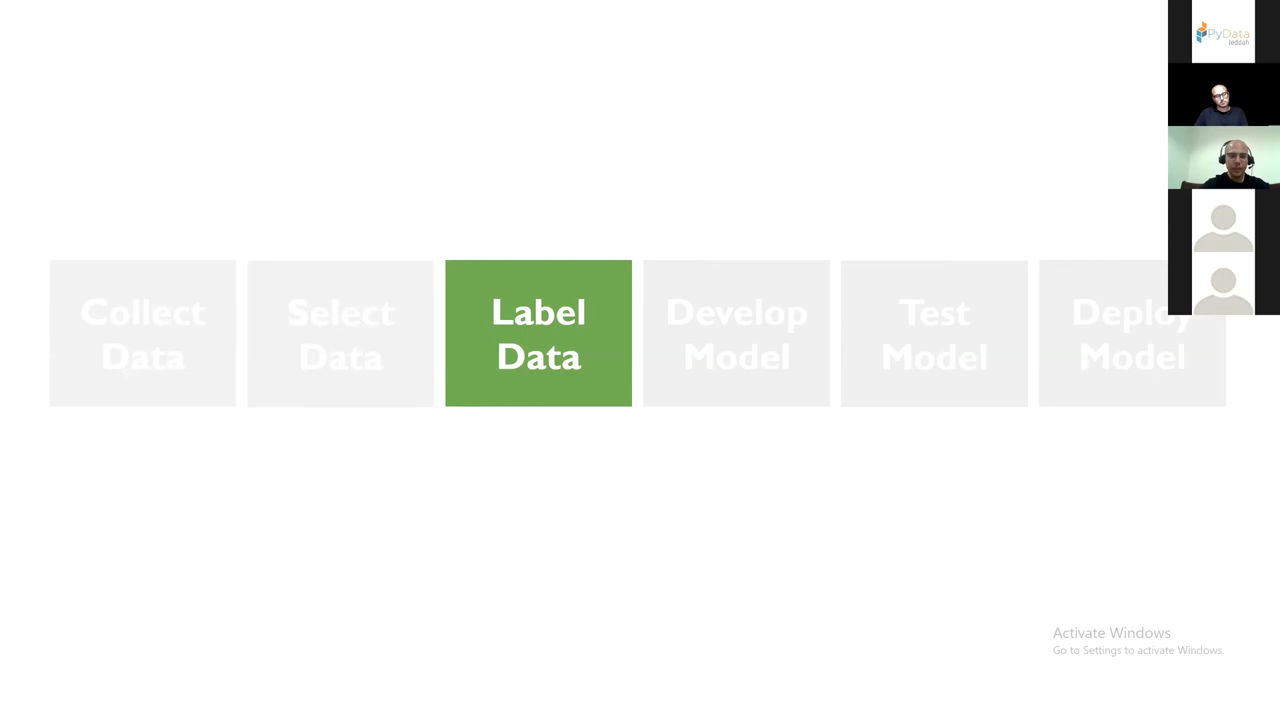 PyData
Jeddah
Collect
Data
Select
Data
Label
Data
Develop
Model
Test
Model
Deploy
Model
Activate Windows
Go to Settings to activate Windows.